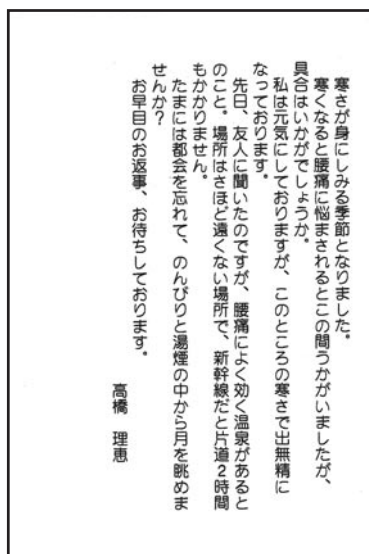 寒さが身にしみる季節となりました。
寒くなると腰痛に悩まされるとこの間うかがいましたが、
具合はいかがでしょうか。
私は元気にしておりますが、このところの寒さで出無精に
なっております。
先日、友人に聞いたのですが、腰痛によく効く温泉があると
のこと。場所はさほど遠くない場所で、新幹線だと片道2時間
もかかりません。
たまには都会を忘れて、のんびりと湯煙の中から月を眺めま
せんか?
お早目のお返事、お待ちしております。
高橋 理恵